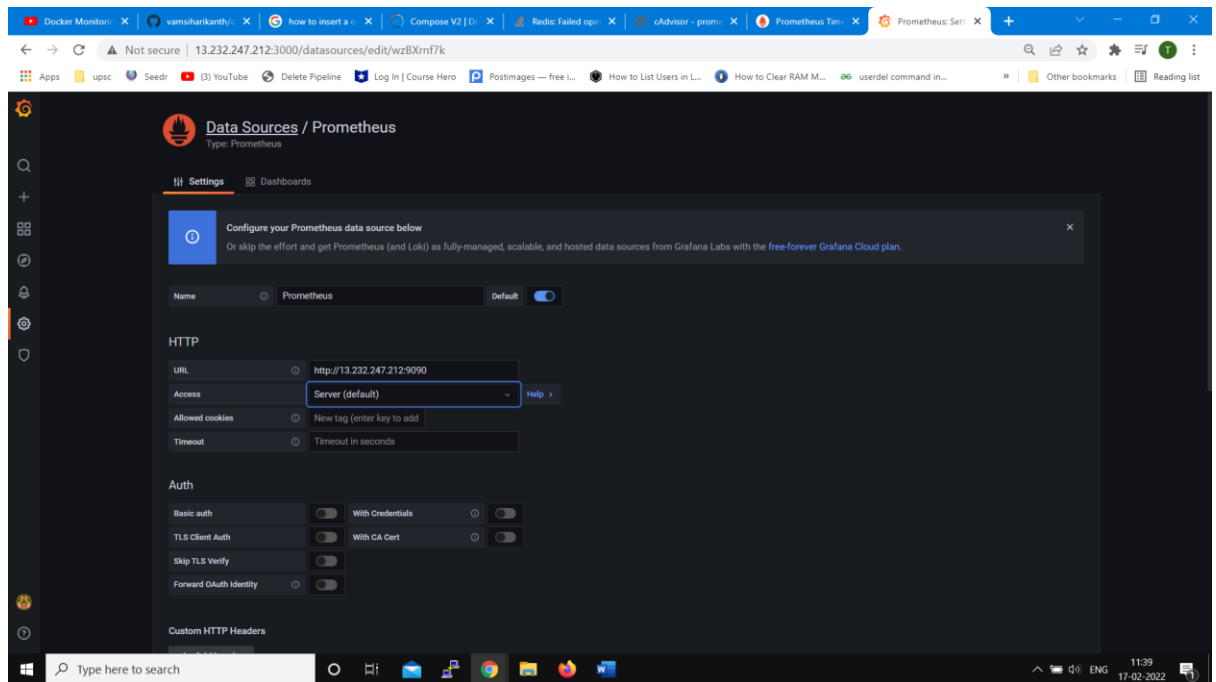 Docker Monitorin
vamsiharikanth/c
how to insert a c
Compose V2 | Do
Redis: Failed ope
cAdvisor - prome
Prometheus Time
Prometheus: Sett
Not secure | 13.232.247.212:3000/datasources/edit/wzBXrnf7k
T
Apps upsc Seedr (3) YouTube Delete Pipeline Log In | Course Hero Postimages — free i... How to List Users in L... How to Clear RAM M... userdel command in... » Other bookmarks Reading list
Data Sources / Prometheus
Type: Prometheus
Settings Dashboards
Configure your Prometheus data source below
Or skip the effort and get Prometheus (and Loki) as fully-managed, scalable, and hosted data sources from Grafana Labs with the free-forever Grafana Cloud plan.
Name Prometheus Default
HTTP
URL http://13.232.247.212:9090
Access Server (default) Help >
Allowed cookies New tag (enter key to add
Timeout Timeout in seconds
Auth
Basic auth With Credentials
TLS Client Auth With CA Cert
Skip TLS Verify
Forward OAuth Identity
Custom HTTP Headers
Type here to search
ENG
11:39
17-02-2022